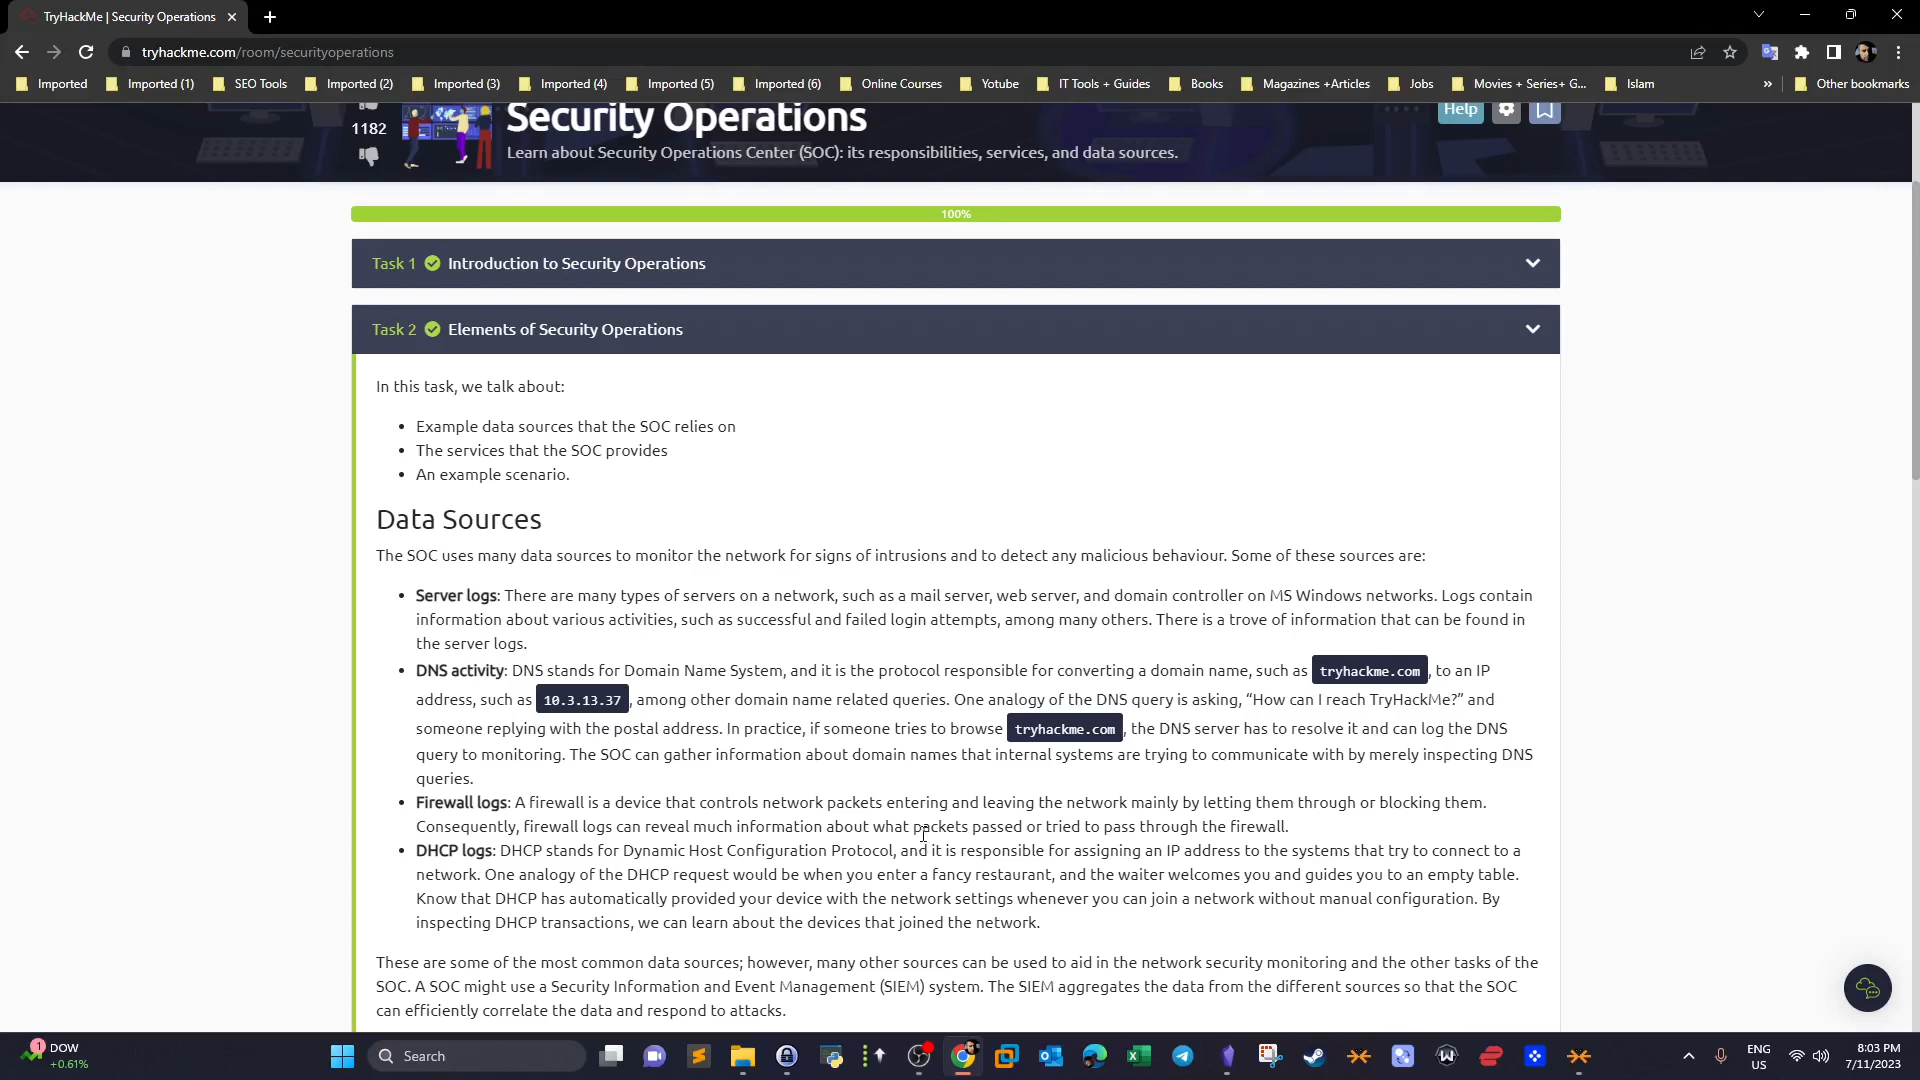 TryHackMe | Security Operations
tryhackme.com/room/securityoperations
Imported
Imported (1)
SEO Tools
Imported (2)
Imported (3)
Imported (4)
Imported (5)
Imported (6)
Online Courses
Yotube
IT Tools + Guides
Books
Magazines +Articles
Jobs
Movies + Series+ G...
Islam
»
Other bookmarks
1182
Security Operations
Learn about Security Operations Center (SOC): its responsibilities, services, and data sources.
Help
100%
Task 1 Introduction to Security Operations
Task 2 Elements of Security Operations
In this task, we talk about:
• Example data sources that the SOC relies on
• The services that the SOC provides
• An example scenario.
Data Sources
The SOC uses many data sources to monitor the network for signs of intrusions and to detect any malicious behaviour. Some of these sources are:
• Server logs: There are many types of servers on a network, such as a mail server, web server, and domain controller on MS Windows networks. Logs contain
information about various activities, such as successful and failed login attempts, among many others. There is a trove of information that can be found in
the server logs.
• DNS activity: DNS stands for Domain Name System, and it is the protocol responsible for converting a domain name, such as tryhackme.com, to an IP
address, such as 10.3.13.37, among other domain name related queries. One analogy of the DNS query is asking, “How can I reach TryHackMe?” and
someone replying with the postal address. In practice, if someone tries to browse tryhackme.com, the DNS server has to resolve it and can log the DNS
query to monitoring. The SOC can gather information about domain names that internal systems are trying to communicate with by merely inspecting DNS
queries.
• Firewall logs: A firewall is a device that controls network packets entering and leaving the network mainly by letting them through or blocking them.
Consequently, firewall logs can reveal much information about what packets passed or tried to pass through the firewall.
• DHCP logs: DHCP stands for Dynamic Host Configuration Protocol, and it is responsible for assigning an IP address to the systems that try to connect to a
network. One analogy of the DHCP request would be when you enter a fancy restaurant, and the waiter welcomes you and guides you to an empty table.
Know that DHCP has automatically provided your device with the network settings whenever you can join a network without manual configuration. By
inspecting DHCP transactions, we can learn about the devices that joined the network.
These are some of the most common data sources; however, many other sources can be used to aid in the network security monitoring and the other tasks of the
SOC. A SOC might use a Security Information and Event Management (SIEM) system. The SIEM aggregates the data from the different sources so that the SOC
can efficiently correlate the data and respond to attacks.
1
DOW
+0.61%
Search
ENG
US
8:03 PM
7/11/2023